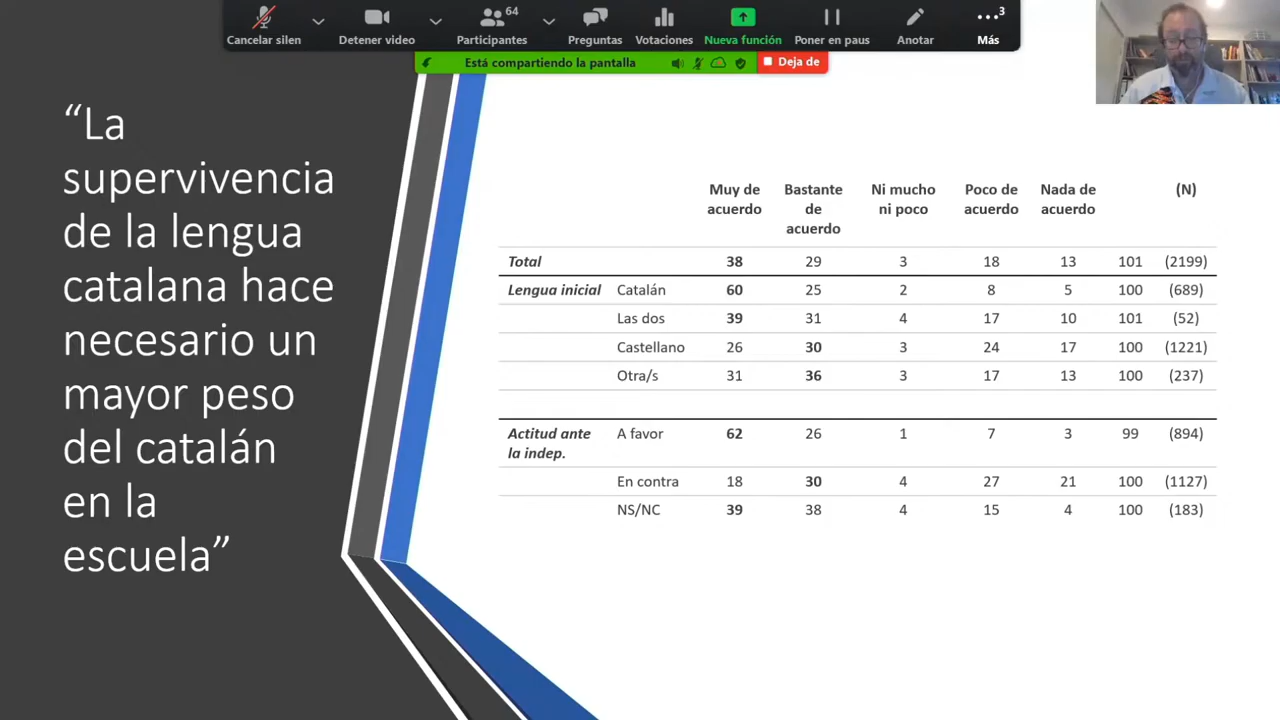 64
3
Cancelar silen
Detener video
Participantes
Preguntas
Votaciones
Nueva función
Poner en paus
Anotar
Más
Está compartiendo la pantalla
Deja de
“La
supervivencia
de la lengua
catalana hace
necesario un
mayor peso
del catalán
en la
escuela”
Muy de acuerdo Bastante de acuerdo Ni mucho ni poco Poco de acuerdo Nada de acuerdo (N)
Total 38 29 3 18 13 101 (2199)
Lengua inicial Catalán 60 25 2 8 5 100 (689)
Las dos 39 31 4 17 10 101 (52)
Castellano 26 30 3 24 17 100 (1221)
Otra/s 31 36 3 17 13 100 (237)
Actitud ante la indep. A favor 62 26 1 7 3 99 (894)
En contra 18 30 4 27 21 100 (1127)
NS/NC 39 38 4 15 4 100 (183)